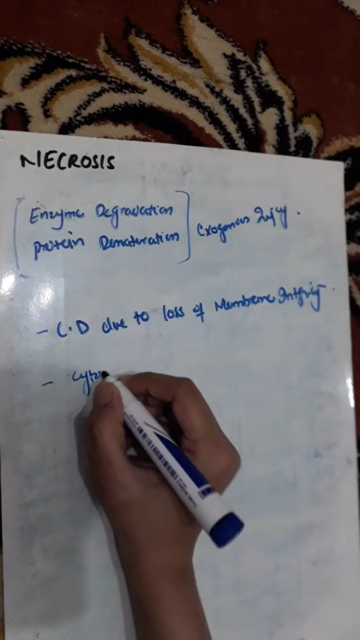 NECROSIS
Enzyme Degradation
Protein Denaturation
Exogenous Injury.
- C.D due to loss of Membrane Integrity.
-